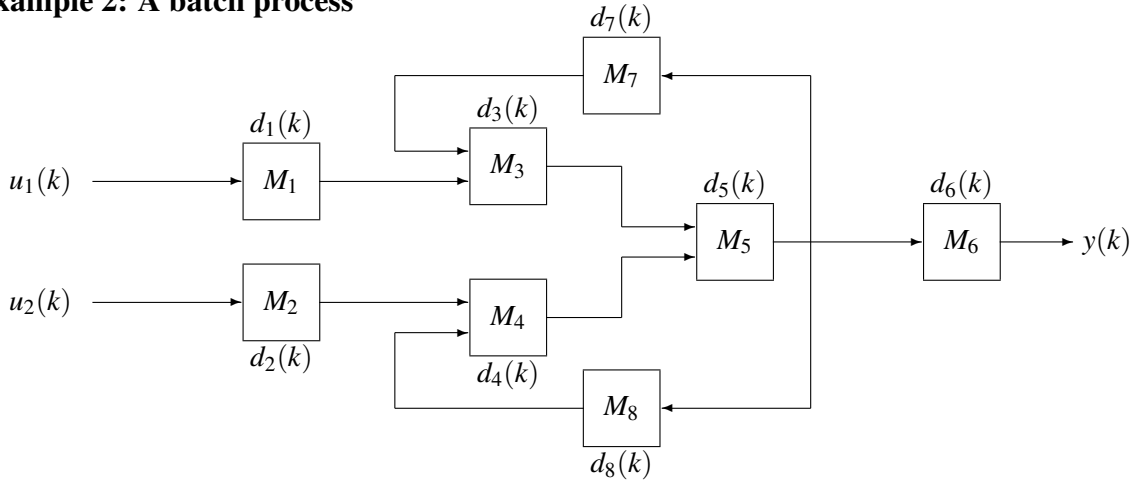 xample 2: A batch process
d₇(k)
M₇
d₁(k)
d₃(k)
u₁(k)
M₁
M₃
d₅(k)
d₆(k)
M₅
M₆
y(k)
u₂(k)
M₂
M₄
d₂(k)
d₄(k)
M₈
d₈(k)